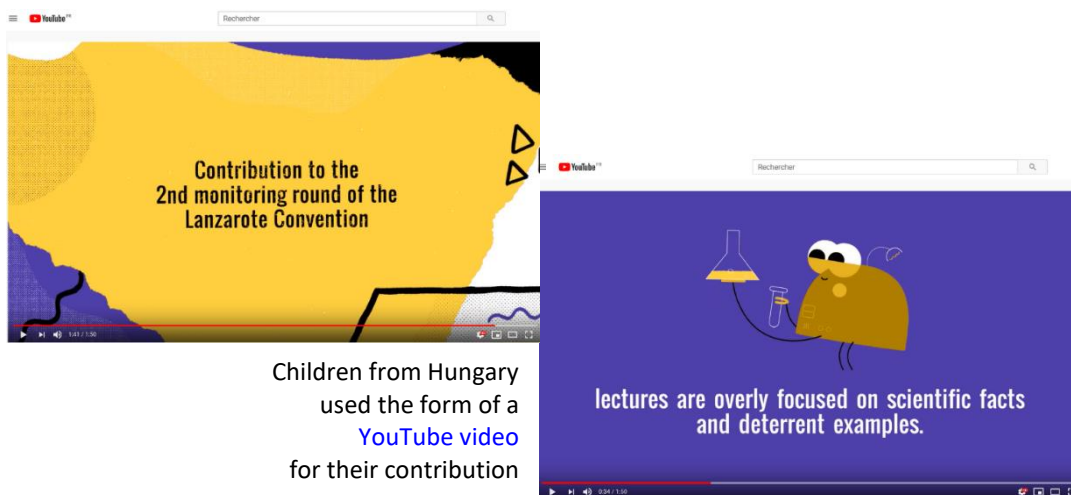 YouTube FR
Rechercher
Contribution to the
2nd monitoring round of the
Lanzarote Convention
1:41 / 1:50
Children from Hungary
used the form of a
YouTube video
for their contribution
YouTube
Rechercher
lectures are overly focused on scientific facts
and deterrent examples.
0:34 / 1:50